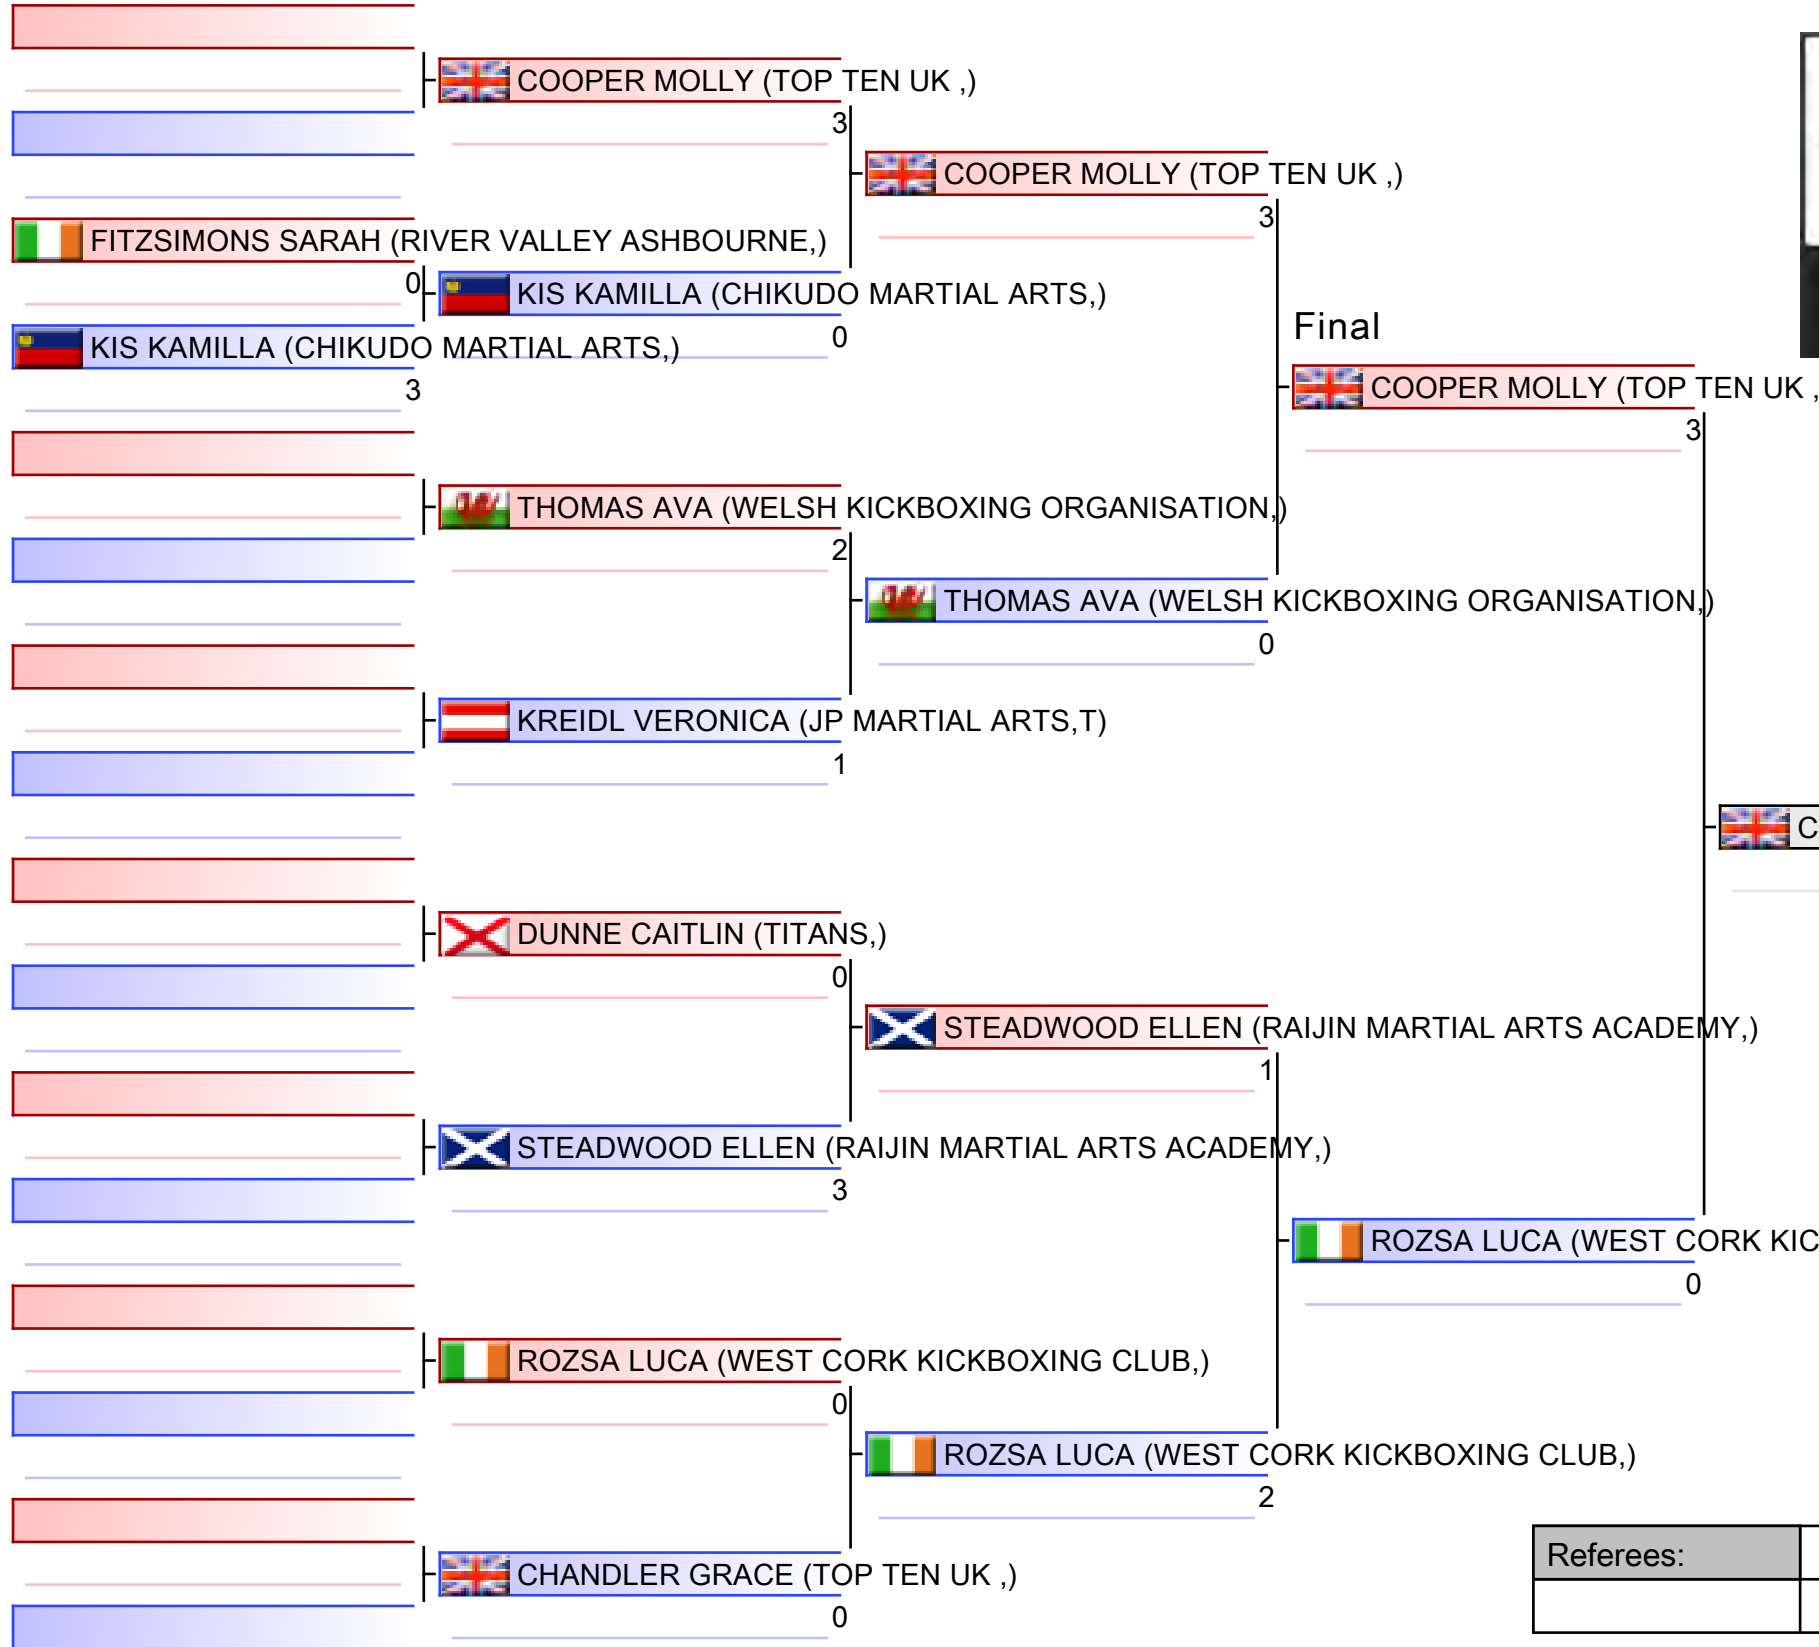 COOPER MOLLY (TOP TEN UK ,)
3
COOPER MOLLY (TOP TEN UK ,)
3
FITZSIMONS SARAH (RIVER VALLEY ASHBOURNE,)
0
KIS KAMILLA (CHIKUDO MARTIAL ARTS,)
0
Final
KIS KAMILLA (CHIKUDO MARTIAL ARTS,)
3
COOPER MOLLY (TOP TEN UK ,
3
THOMAS AVA (WELSH KICKBOXING ORGANISATION,)
2
THOMAS AVA (WELSH KICKBOXING ORGANISATION,)
0
KREIDL VERONICA (JP MARTIAL ARTS,T)
1
C
DUNNE CAITLIN (TITANS,)
0
STEADWOOD ELLEN (RAIJIN MARTIAL ARTS ACADEMY,)
1
STEADWOOD ELLEN (RAIJIN MARTIAL ARTS ACADEMY,)
3
ROZSA LUCA (WEST CORK KIC
0
ROZSA LUCA (WEST CORK KICKBOXING CLUB,)
0
ROZSA LUCA (WEST CORK KICKBOXING CLUB,)
2
Referees:
CHANDLER GRACE (TOP TEN UK ,)
0